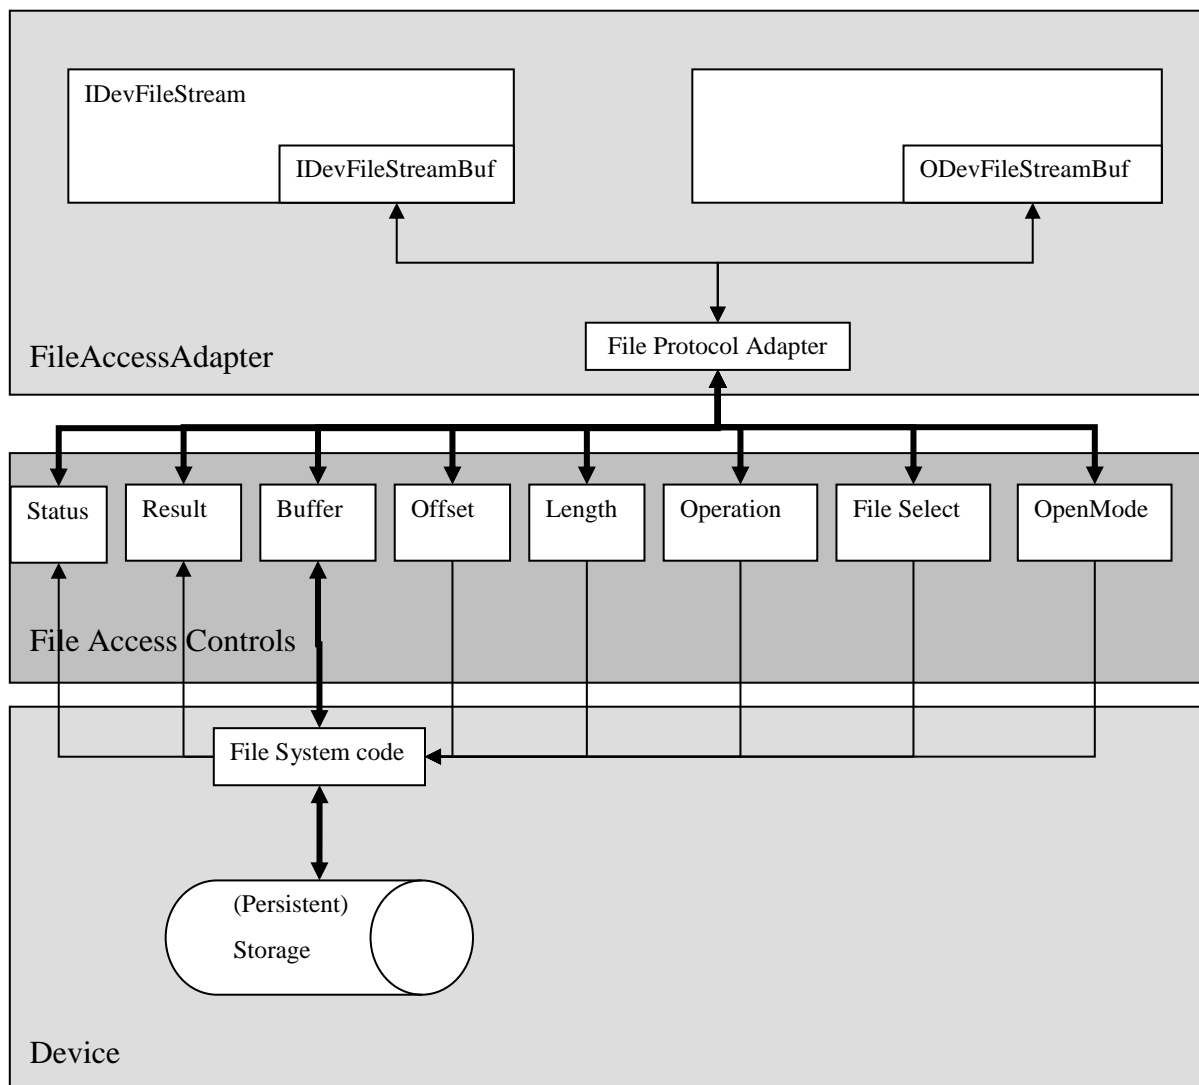 IDevFileStream
IDevFileStreamBuf
ODevFileStreamBuf
File Protocol Adapter
FileAccessAdapter
Status
Result
Buffer
Offset
Length
Operation
File Select
OpenMode
File Access Controls
File System code
(Persistent)
Storage
Device